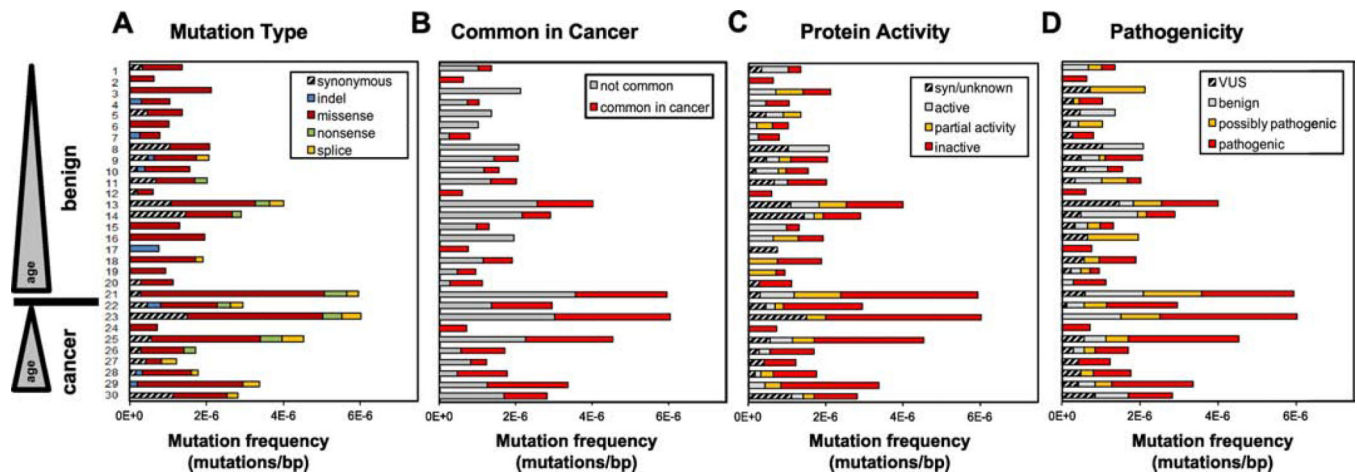 A Mutation Type
B Common in Cancer
C Protein Activity
D Pathogenicity
benign
age
cancer
age
1
2
3
4
5
6
7
8
9
10
11
12
13
14
15
16
17
18
19
20
21
22
23
24
25
26
27
28
29
30
synonymous
indel
missense
nonsense
splice
0E+0 2E-6 4E-6 6E-6
Mutation frequency
(mutations/bp)
not common
common in cancer
0E+0 2E-6 4E-6 6E-6
Mutation frequency
(mutations/bp)
syn/unknown
active
partial activity
inactive
0E+0 2E-6 4E-6 6E-6
Mutation frequency
(mutations/bp)
VUS
benign
possibly pathogenic
pathogenic
0E+0 2E-6 4E-6 6E-6
Mutation frequency
(mutations/bp)